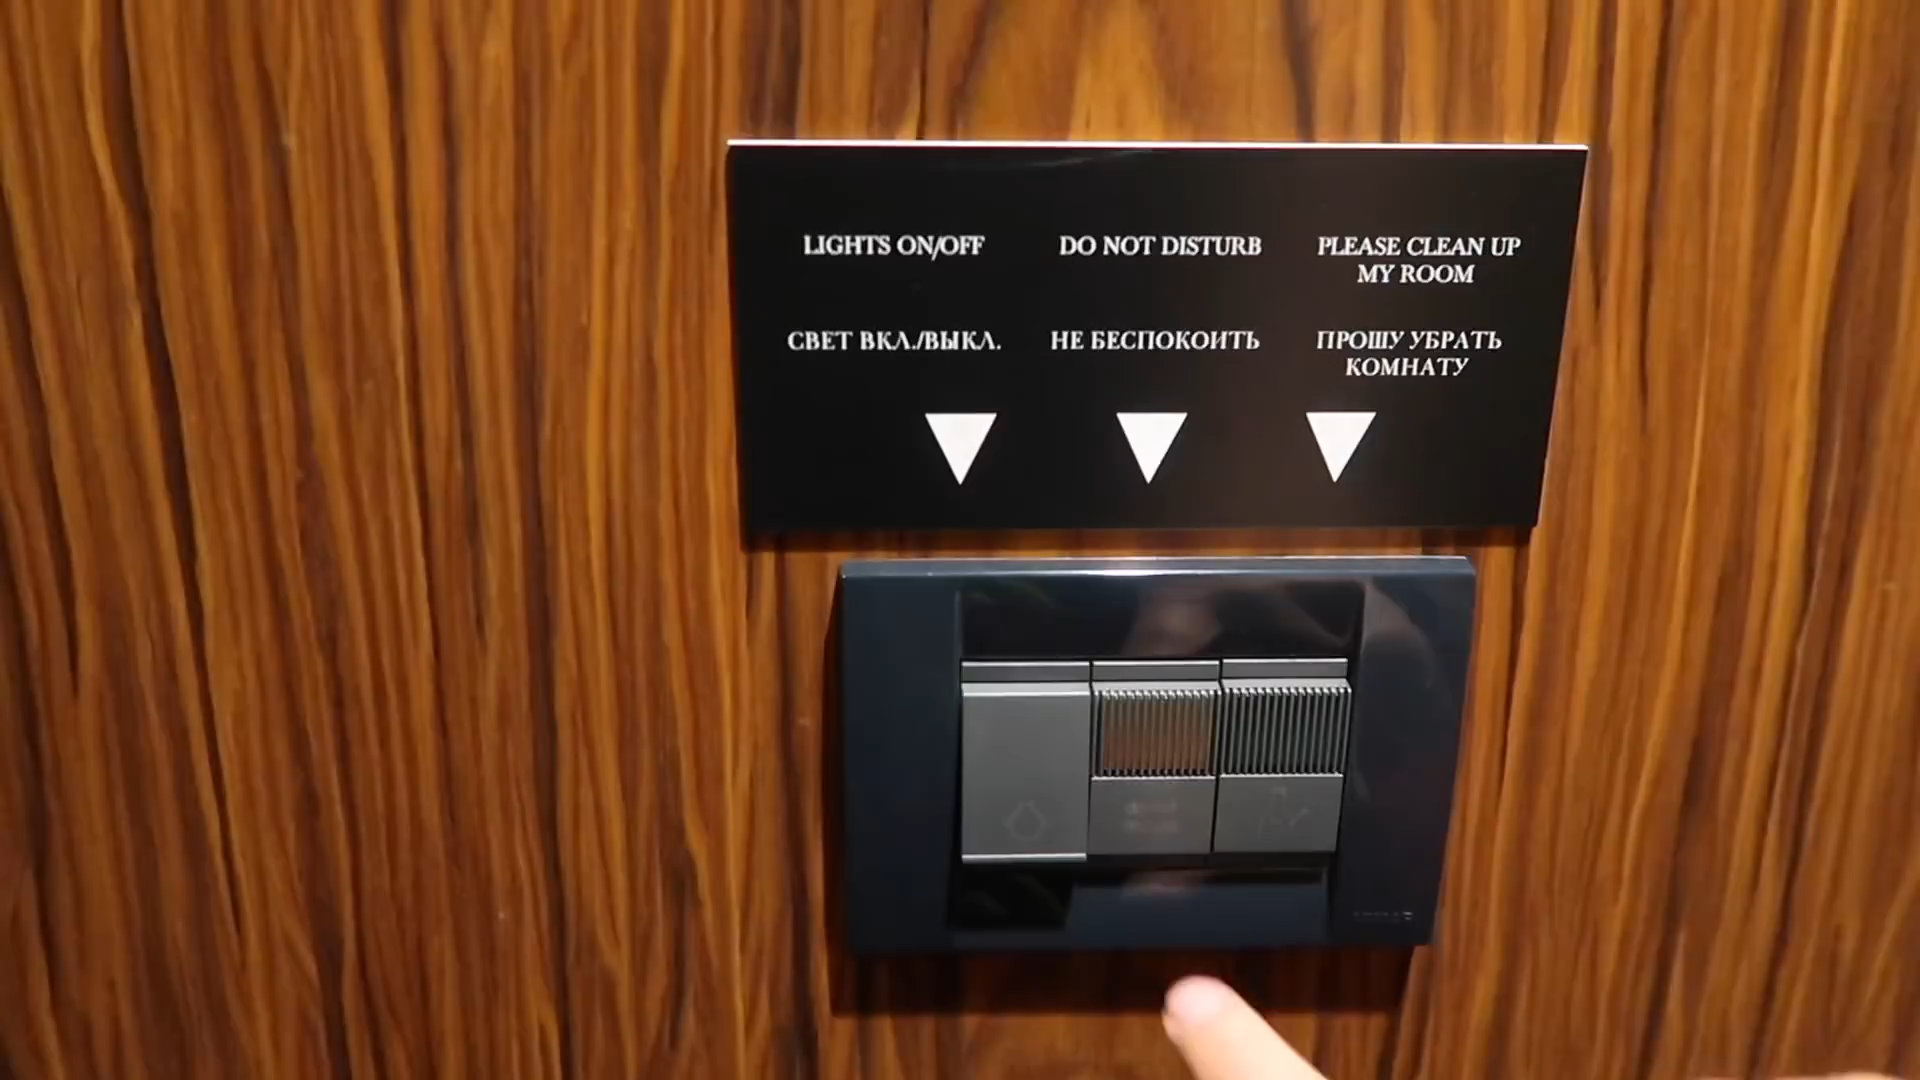 LIGHTS ON/OFF
DO NOT DISTURB
PLEASE CLEAN UP
MY ROOM
СВЕТ ВКЛ./ВЫКЛ.
НЕ БЕСПОКОИТЬ
ПРОШУ УБРАТЬ
КОМНАТУ